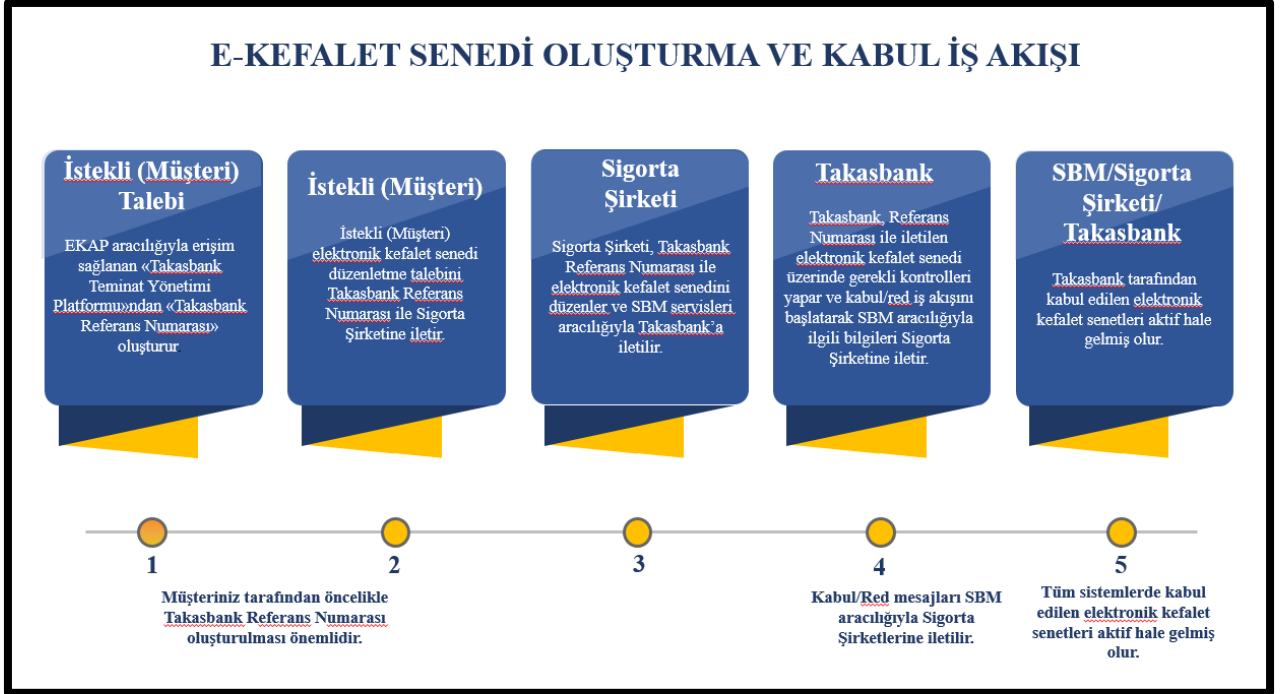 E-KEFALET SENEDİ OLUŞTURMA VE KABUL İŞ AKIŞI
İstekli (Müşteri)
Talebi
EKAP aracılığıyla erişim
sağlanan «Takasbank
Teminat Yönetimi
Platformu»ndan «Takasbank
Referans Numarası»
oluşturur
İstekli (Müşteri)
İstekli (Müşteri)
elektronik kefalet senedi
düzenletme talebini
Takasbank Referans
Numarası ile Sigorta
Şirketine iletir.
Sigorta
Şirketi
Sigorta Şirketi, Takasbank
Referans Numarası ile
elektronik kefalet senedini
düzenler ve SBM servisleri
aracılığıyla Takasbank’a
iletilir.
Takasbank
Takasbank, Referans
Numarası ile iletilen
elektronik kefalet senedi
üzerinde gerekli kontrolleri
yapar ve kabul/red iş akışını
başlatarak SBM aracılığıyla
ilgili bilgileri Sigorta
Şirketine iletir.
SBM/Sigorta
Şirketi/
Takasbank
Takasbank tarafından
kabul edilen elektronik
kefalet senetleri aktif hale
gelmiş olur.
1
2
3
4
5
Müşteriniz tarafından öncelikle
Takasbank Referans Numarası
oluşturulması önemlidir.
Kabul/Red mesajları SBM
aracılığıyla Sigorta
Şirketlerine iletilir.
Tüm sistemlerde kabul
edilen elektronik kefalet
senetleri aktif hale gelmiş
olur.